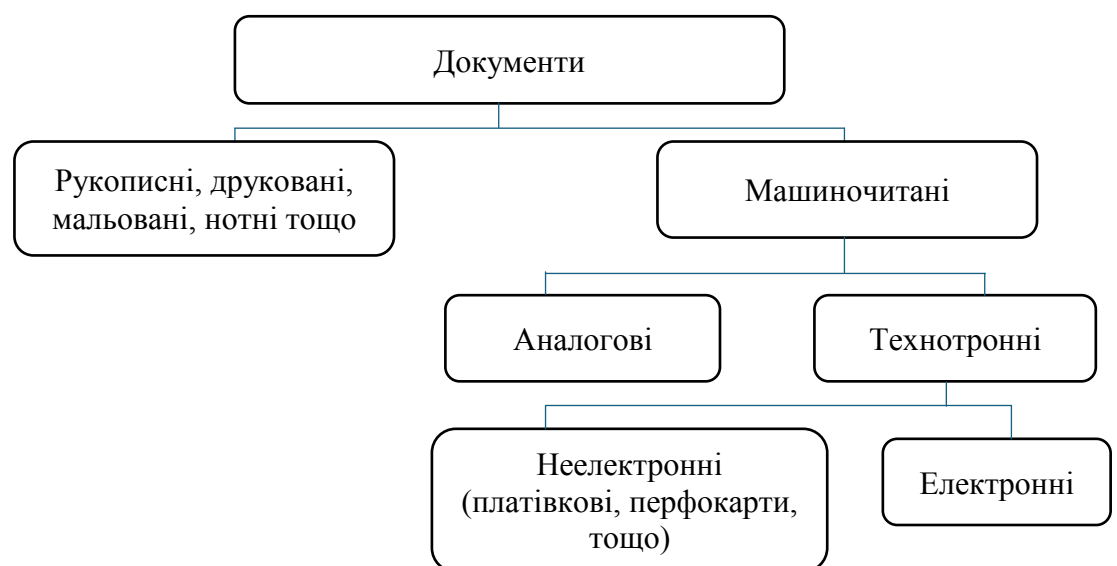 Документи
Рукописні, друковані,
мальовані, нотні тощо
Машиночитані
Аналогові
Технотронні
Неелектронні
(платівкові, перфокарти,
тощо)
Електронні